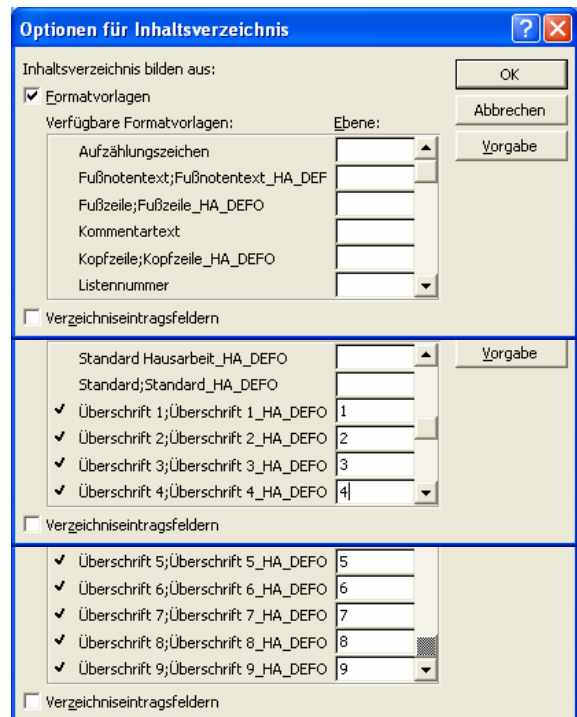 Optionen für Inhaltsverzeichnis
Inhaltsverzeichnis bilden aus:
OK
Formatvorlagen
Abbrechen
Verfügbare Formatvorlagen: Ebene:
Vorgabe
Aufzählungszeichen
Fußnotentext;Fußnotentext_HA_DEF
Fußzeile;Fußzeile_HA_DEFO
Kommentartext
Kopfzeile;Kopfzeile_HA_DEFO
Listennummer
Verzeichniseintragsfeldern
Standard Hausarbeit_HA_DEFO
Vorgabe
Standard;Standard_HA_DEFO
Überschrift 1;Überschrift 1_HA_DEFO 1
Überschrift 2;Überschrift 2_HA_DEFO 2
Überschrift 3;Überschrift 3_HA_DEFO 3
Überschrift 4;Überschrift 4_HA_DEFO 4
Verzeichniseintragsfeldern
Überschrift 5;Überschrift 5_HA_DEFO 5
Überschrift 6;Überschrift 6_HA_DEFO 6
Überschrift 7;Überschrift 7_HA_DEFO 7
Überschrift 8;Überschrift 8_HA_DEFO 8
Überschrift 9;Überschrift 9_HA_DEFO 9
Verzeichniseintragsfeldern